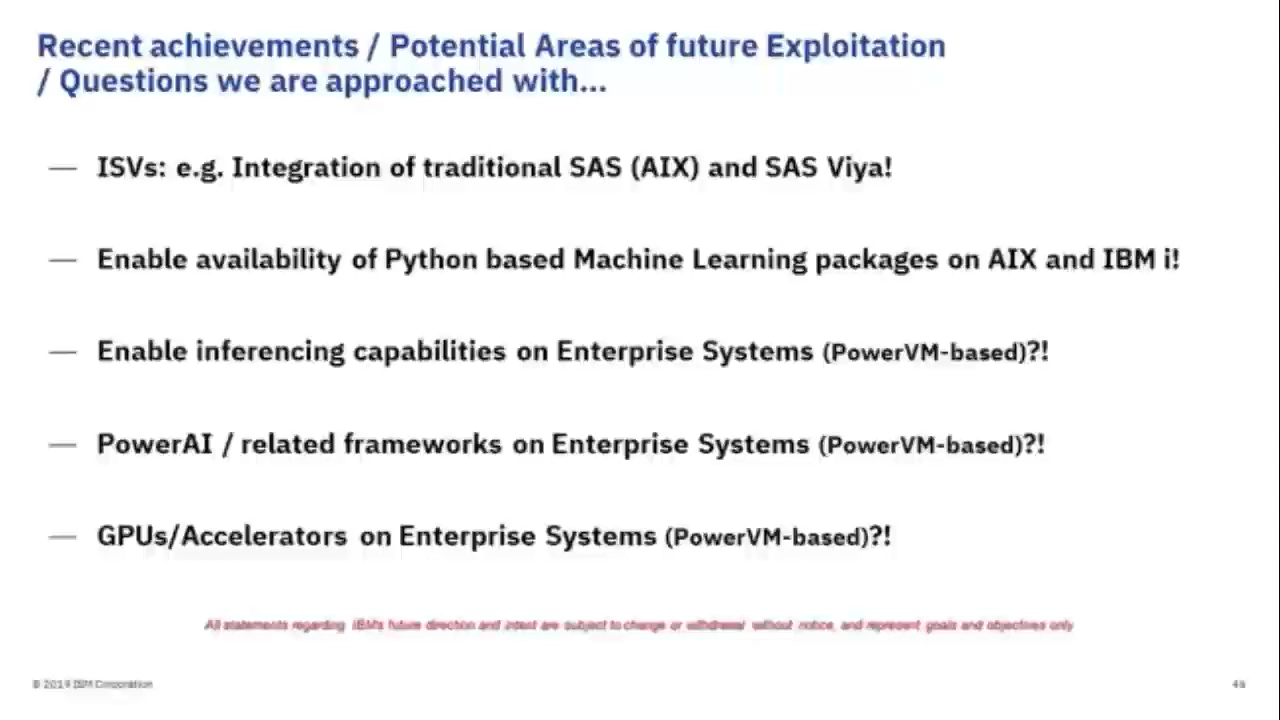 Recent achievements / Potential Areas of future Exploitation
/ Questions we are approached with...
— ISVs: e.g. Integration of traditional SAS (AIX) and SAS Viya!
— Enable availability of Python based Machine Learning packages on AIX and IBM i!
— Enable inferencing capabilities on Enterprise Systems (PowerVM-based)?!
— PowerAI / related frameworks on Enterprise Systems (PowerVM-based)?!
— GPUs/Accelerators on Enterprise Systems (PowerVM-based)?!
All statements regarding IBM's future direction and intent are subject to change or withdrawal without notice, and represent goals and objectives only
© 2019 IBM Corporation